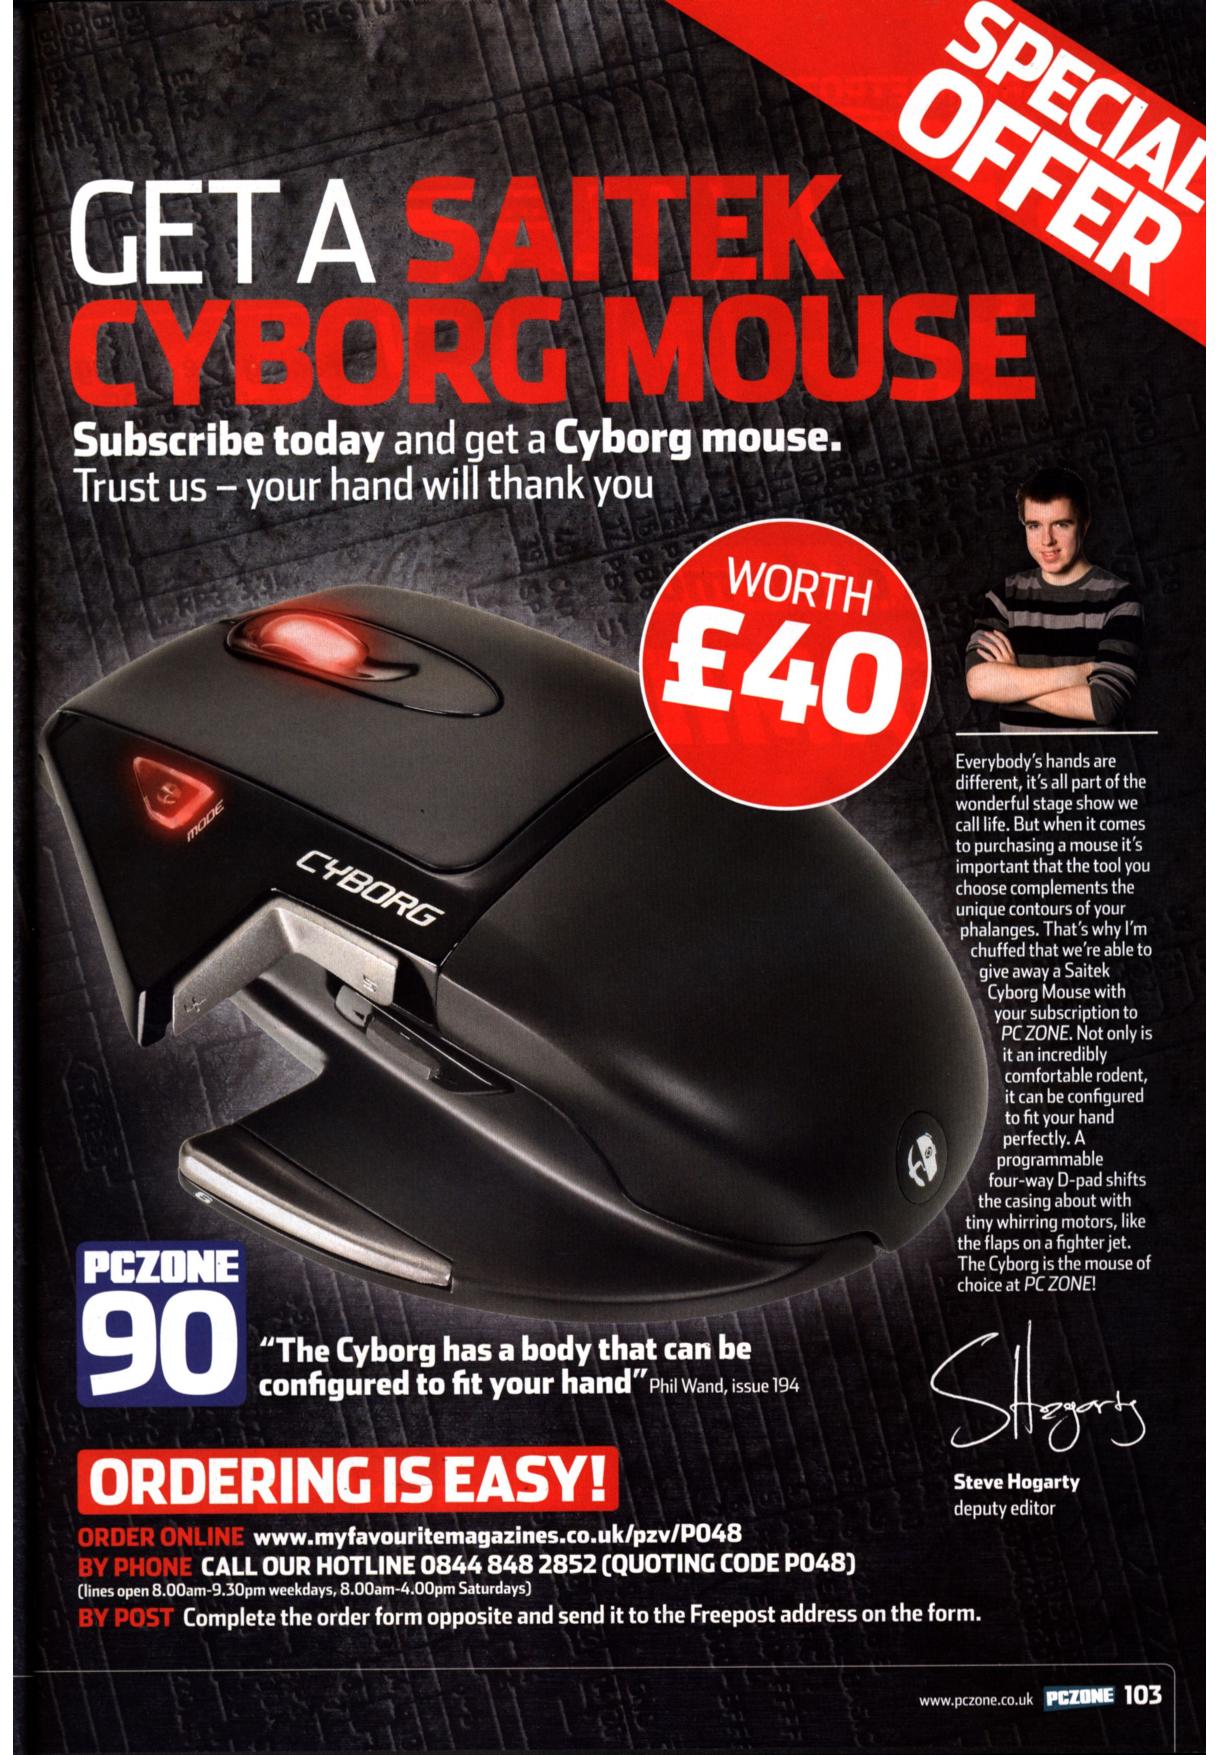 SPECIAL
OFFER
GET A SAITEK
CYBORG MOUSE
Subscribe today and get a Cyborg mouse.
Trust us – your hand will thank you
WORTH
£40
MODE
CYBORG
Everybody's hands are
different, it's all part of the
wonderful stage show we
call life. But when it comes
to purchasing a mouse it's
important that the tool you
choose complements the
unique contours of your
phalanges. That's why I'm
chuffed that we're able to
give away a Saitek
Cyborg Mouse with
your subscription to
PC ZONE. Not only is
it an incredibly
comfortable rodent,
it can be configured
to fit your hand
perfectly. A
programmable
four-way D-pad shifts
the casing about with
tiny whirring motors, like
the flaps on a fighter jet.
The Cyborg is the mouse of
choice at PC ZONE!
SHogarty
Steve Hogarty
deputy editor
PCZONE
90
“The Cyborg has a body that can be
configured to fit your hand” Phil Wand, issue 194
ORDERING IS EASY!
ORDER ONLINE www.myfavouritemagazines.co.uk/pzv/P048
BY PHONE CALL OUR HOTLINE 0844 848 2852 (QUOTING CODE P048)
(lines open 8.00am-9.30pm weekdays, 8.00am-4.00pm Saturdays)
BY POST Complete the order form opposite and send it to the Freepost address on the form.
www.pczone.co.uk PCZONE 103